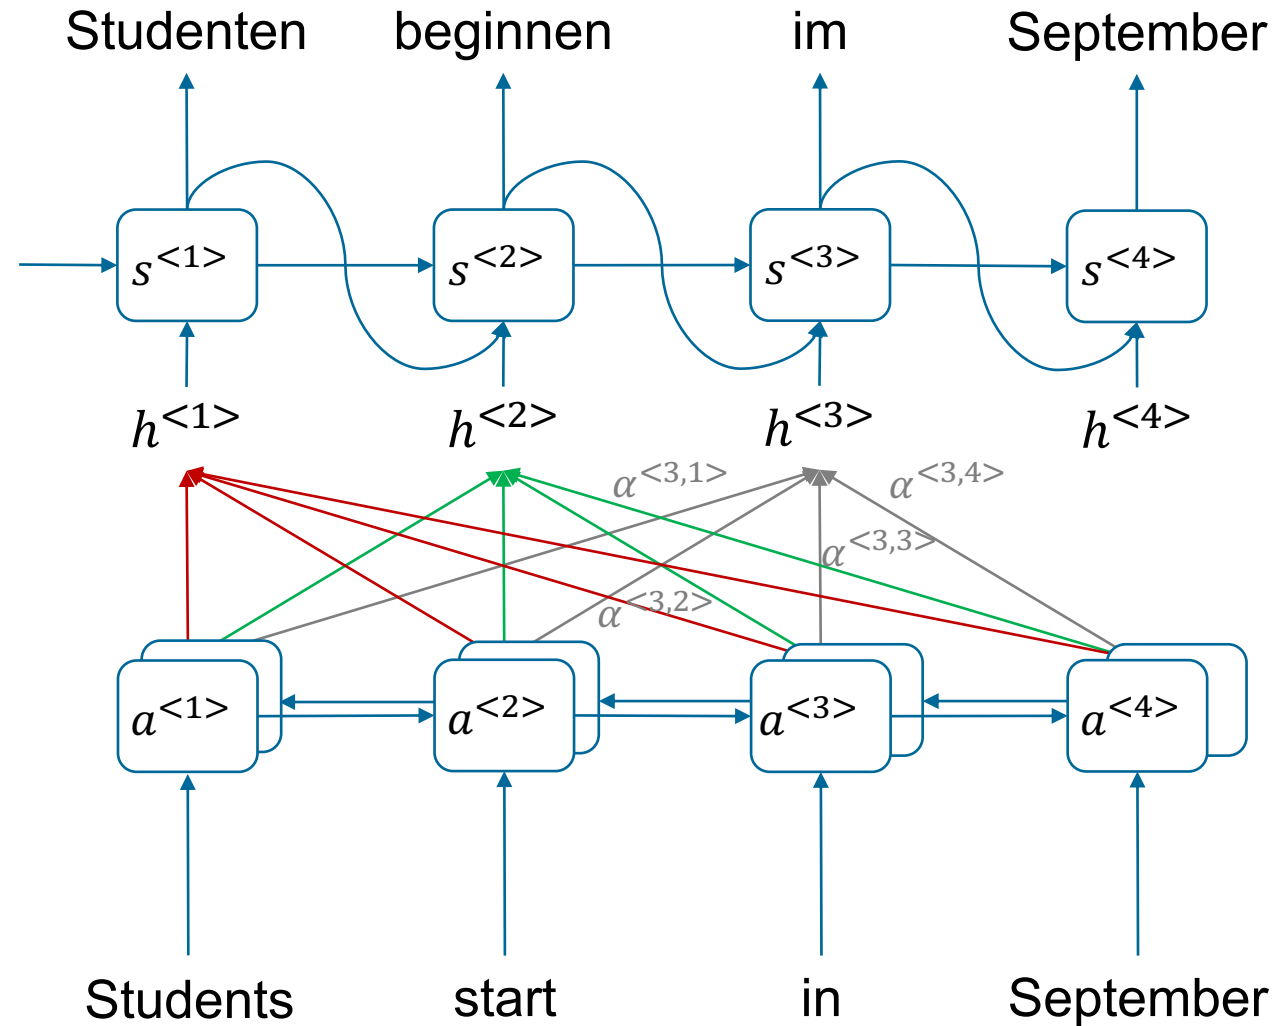 Studenten beginnen im September
s<1> s<2> s<3> s<4>
h<1> h<2> h<3> h<4>
α<3,1> α<3,4>
α<3,3>
α<3,2>
a<1> a<2> a<3> a<4>
Students start in September